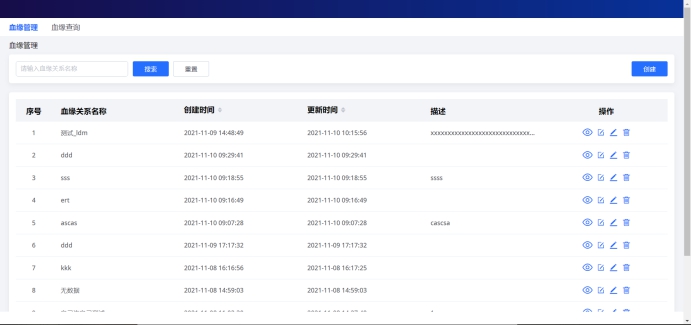 血缘管理 血缘查询
血缘管理
请输入血缘关系名称 搜索 重置 创建
序号 血缘关系名称 创建时间 更新时间 描述 操作
1 测试_ldm 2021-11-09 14:48:49 2021-11-10 10:15:56 xxxxxxxxxxxxxxxxxxxxxxxxxxxxx...
2 ddd 2021-11-10 09:29:41 2021-11-10 09:29:41
3 sss 2021-11-10 09:18:55 2021-11-10 09:18:55 ssss
4 ert 2021-11-10 09:16:49 2021-11-10 09:16:49
5 ascas 2021-11-10 09:07:28 2021-11-10 09:07:28 cascsa
6 ddd 2021-11-09 17:17:32 2021-11-09 17:17:32
7 kkk 2021-11-08 16:16:56 2021-11-08 16:17:25
8 无数据 2021-11-08 14:59:03 2021-11-08 14:59:03